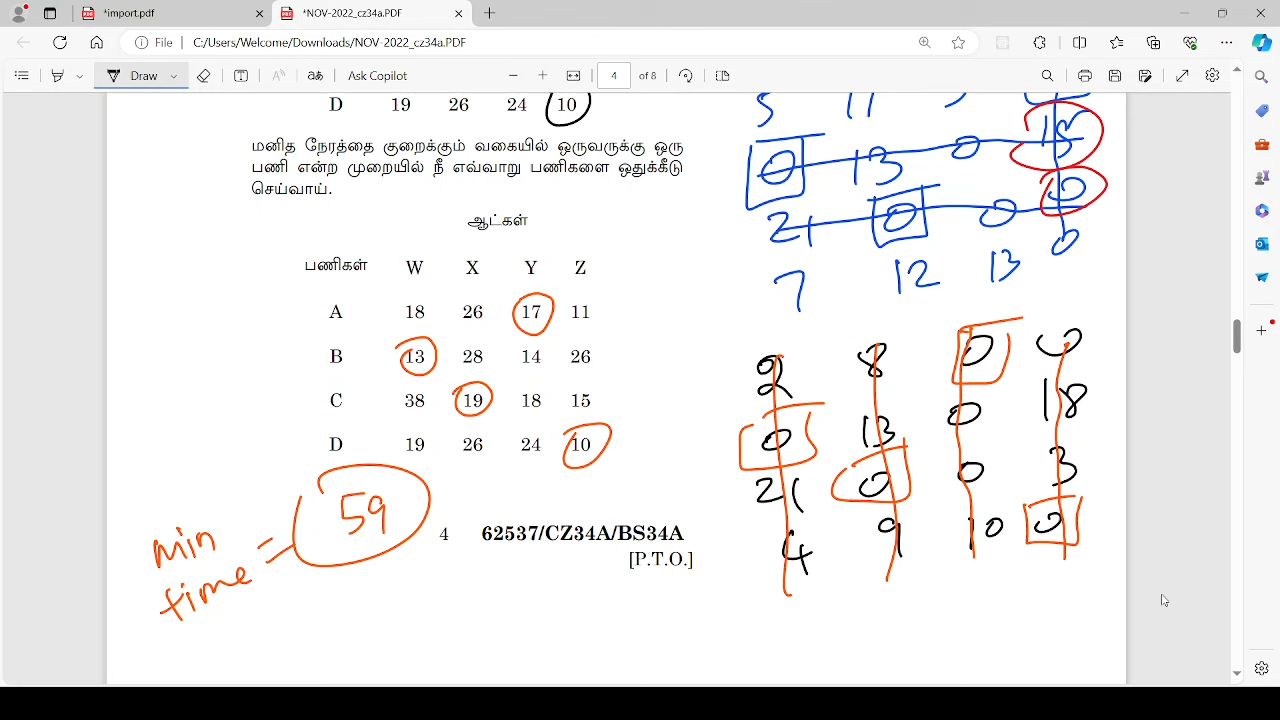 *import.pdf
*NOV-2022_cz34a.PDF
File C:/Users/Welcome/Downloads/NOV-2022_cz34a.PDF
Draw Ask Copilot 4 of 8
D 19 26 24 10
மனித நேரத்தை குறைக்கும் வகையில் ஒருவருக்கு ஒரு
பணி என்ற முறையில் நீ எவ்வாறு பணிகளை ஒதுக்கீடு
செய்வாய்.
ஆட்கள்
பணிகள் W X Y Z
A 18 26 17 11
B 13 28 14 26
C 38 19 18 15
D 19 26 24 10
min
time = 59
4 62537/CZ34A/BS34A
[P.T.O.]
0 13 0 18
21 0 0 0
7 12 13 0
2 8 0 0
0 13 0 18
21 0 0 3
4 9 10 0